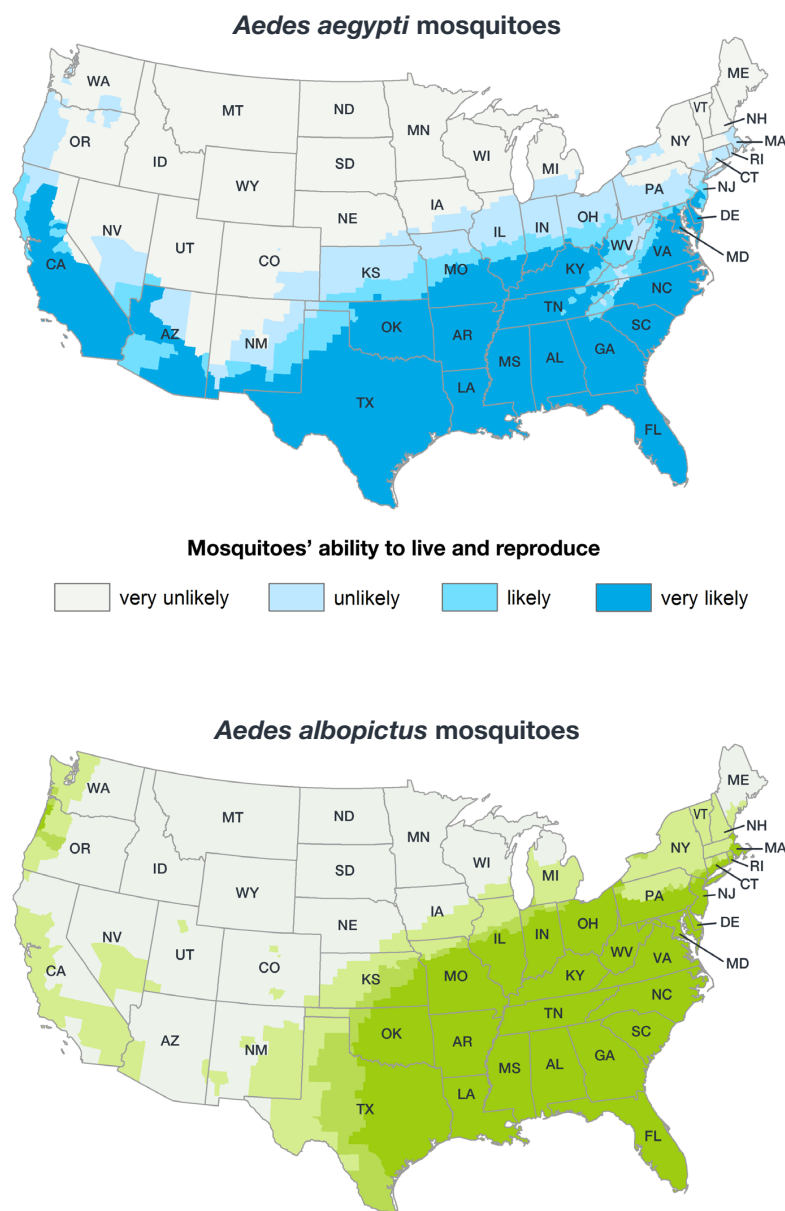 Aedes aegypti mosquitoes
WA
MT
ND
MN
ME
VT
NH
OR
ID
SD
WI
MI
NY
MA
RI
CT
WY
IA
PA
NJ
NE
NV
UT
CO
IL
IN
OH
DE
WV
MD
CA
KS
MO
KY
VA
AZ
NM
OK
AR
TN
NC
SC
MS
AL
GA
TX
LA
FL
Mosquitoes’ ability to live and reproduce
very unlikely
unlikely
likely
very likely
Aedes albopictus mosquitoes
WA
MT
ND
MN
ME
VT
NH
OR
ID
SD
WI
MI
NY
MA
RI
CT
WY
IA
PA
NJ
NE
NV
UT
CO
IL
IN
OH
DE
WV
MD
CA
KS
MO
KY
VA
AZ
NM
OK
AR
TN
NC
SC
MS
AL
GA
TX
LA
FL